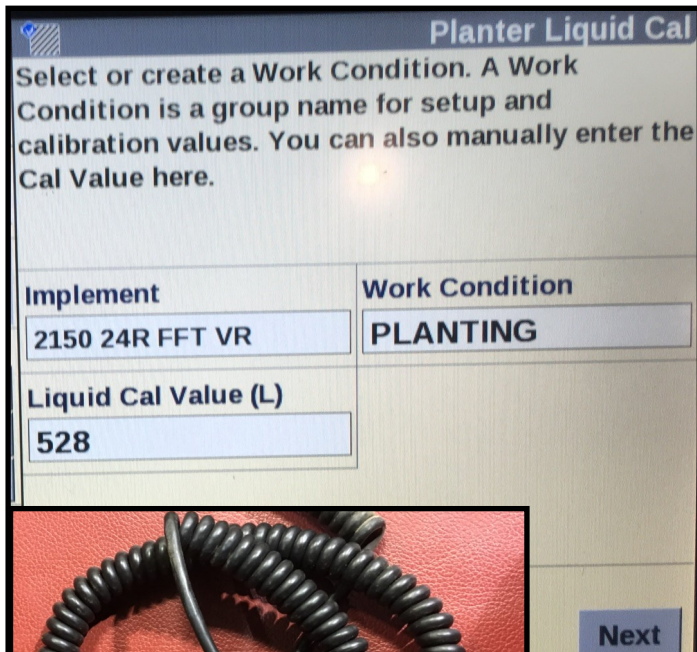 Planter Liquid Cal
Select or create a Work Condition. A Work
Condition is a group name for setup and
calibration values. You can also manually enter the
Cal Value here.
Implement
Work Condition
2150 24R FFT VR
PLANTING
Liquid Cal Value (L)
528
Next